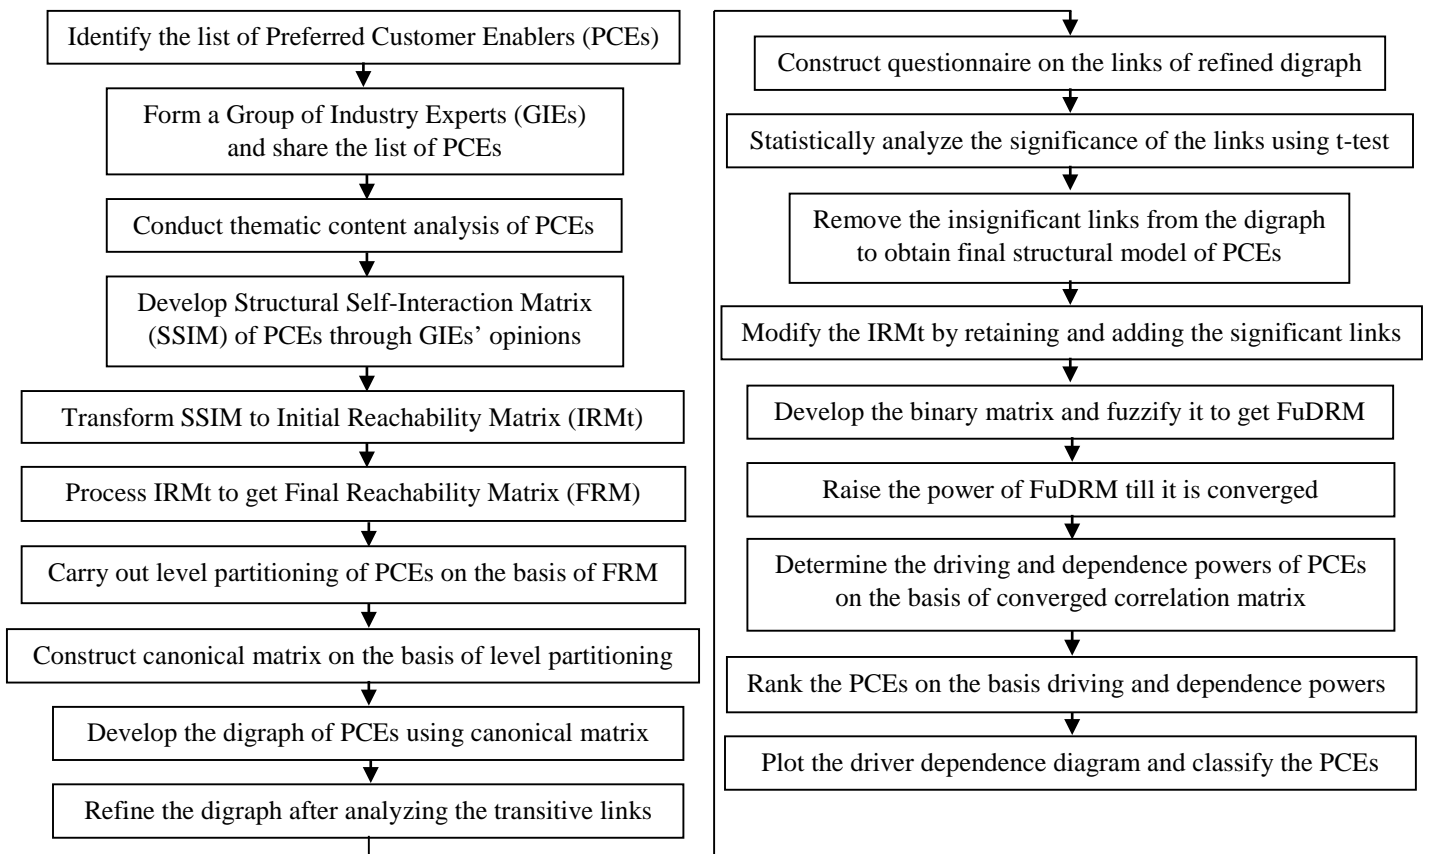 Identify the list of Preferred Customer Enablers (PCEs)
Form a Group of Industry Experts (GIEs)
and share the list of PCEs
Conduct thematic content analysis of PCEs
Develop Structural Self-Interaction Matrix
(SSIM) of PCEs through GIEs’ opinions
Transform SSIM to Initial Reachability Matrix (IRMt)
Process IRMt to get Final Reachability Matrix (FRM)
Carry out level partitioning of PCEs on the basis of FRM
Construct canonical matrix on the basis of level partitioning
Develop the digraph of PCEs using canonical matrix
Refine the digraph after analyzing the transitive links
Construct questionnaire on the links of refined digraph
Statistically analyze the significance of the links using t-test
Remove the insignificant links from the digraph
to obtain final structural model of PCEs
Modify the IRMt by retaining and adding the significant links
Develop the binary matrix and fuzzify it to get FuDRM
Raise the power of FuDRM till it is converged
Determine the driving and dependence powers of PCEs
on the basis of converged correlation matrix
Rank the PCEs on the basis driving and dependence powers
Plot the driver dependence diagram and classify the PCEs